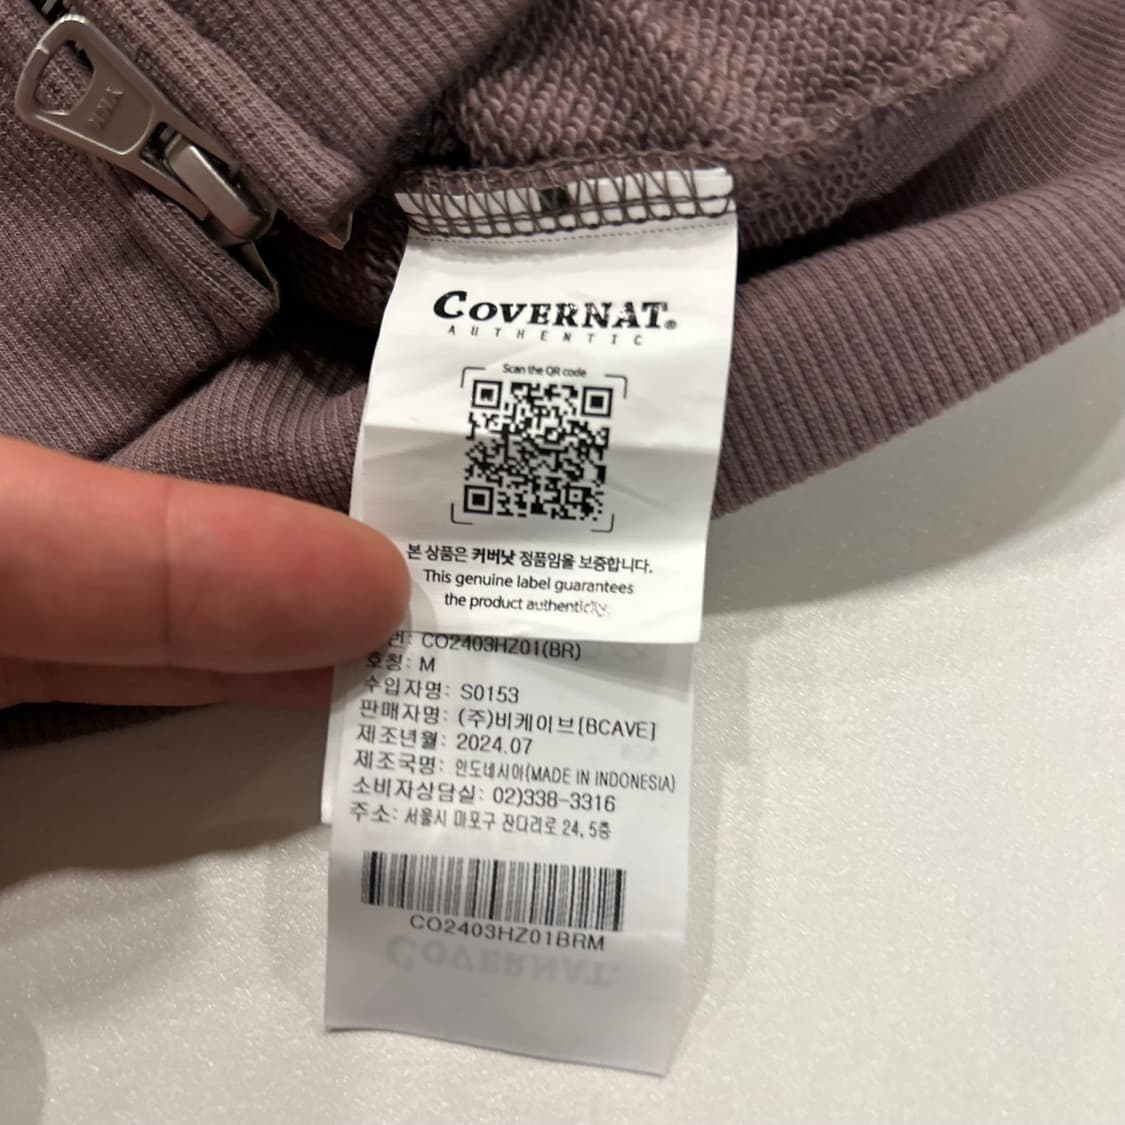 YKK
COVERNAT®
AUTHENTIC
Scan the QR code
본 상품은 커버낫 정품임을 보증합니다.
This genuine label guarantees
the product authenticity.
CO2403HZ01(BR)
호칭: M
수입자명: S0153
판매자명: (주)비케이브[BCAVE]
제조년월: 2024.07
제조국명: 인도네시아(MADE IN INDONESIA)
소비자상담실: 02)338-3316
주소: 서울시 마포구 잔다리로 24, 5층
CO2403HZ01BRM
COVERNAT.